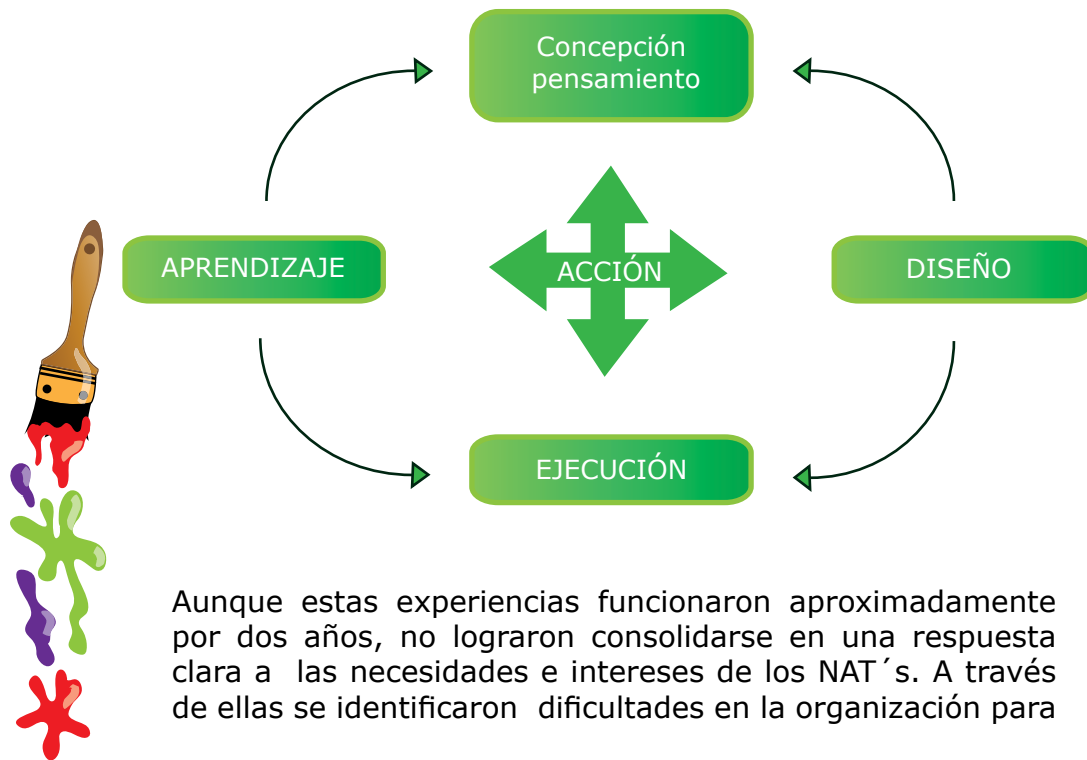 Concepción
pensamiento
APRENDIZAJE
ACCIÓN
DISEÑO
EJECUCIÓN
Aunque estas experiencias funcionaron aproximadamente
por dos años, no lograron consolidarse en una respuesta
clara a las necesidades e intereses de los NAT´s. A través
de ellas se identificaron dificultades en la organización para